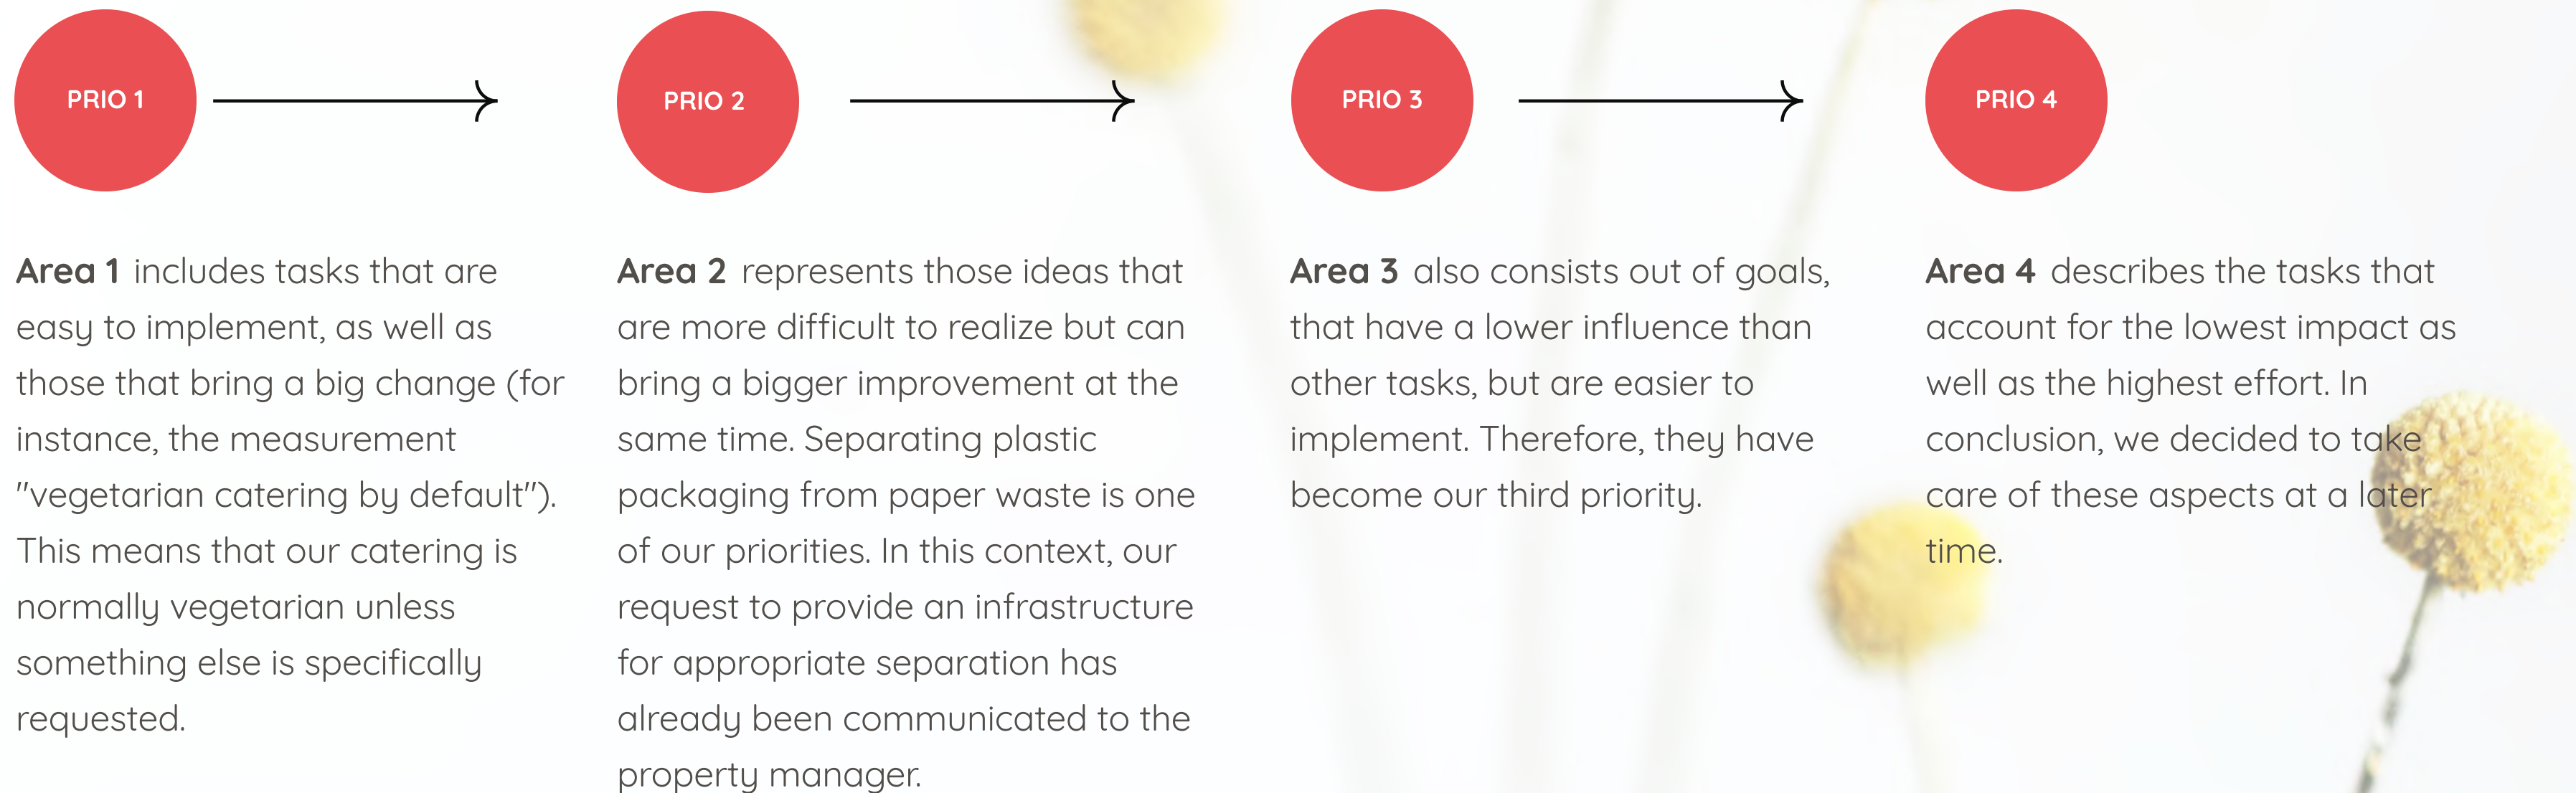 PRIO 1
PRIO 2
PRIO 3
PRIO 4
Area 1 includes tasks that are
easy to implement, as well as
those that bring a big change (for
instance, the measurement
"vegetarian catering by default").
This means that our catering is
normally vegetarian unless
something else is specifically
requested.
Area 2 represents those ideas that
are more difficult to realize but can
bring a bigger improvement at the
same time. Separating plastic
packaging from paper waste is one
of our priorities. In this context, our
request to provide an infrastructure
for appropriate separation has
already been communicated to the
property manager.
Area 3 also consists out of goals,
that have a lower influence than
other tasks, but are easier to
implement. Therefore, they have
become our third priority.
Area 4 describes the tasks that
account for the lowest impact as
well as the highest effort. In
conclusion, we decided to take
care of these aspects at a later
time.